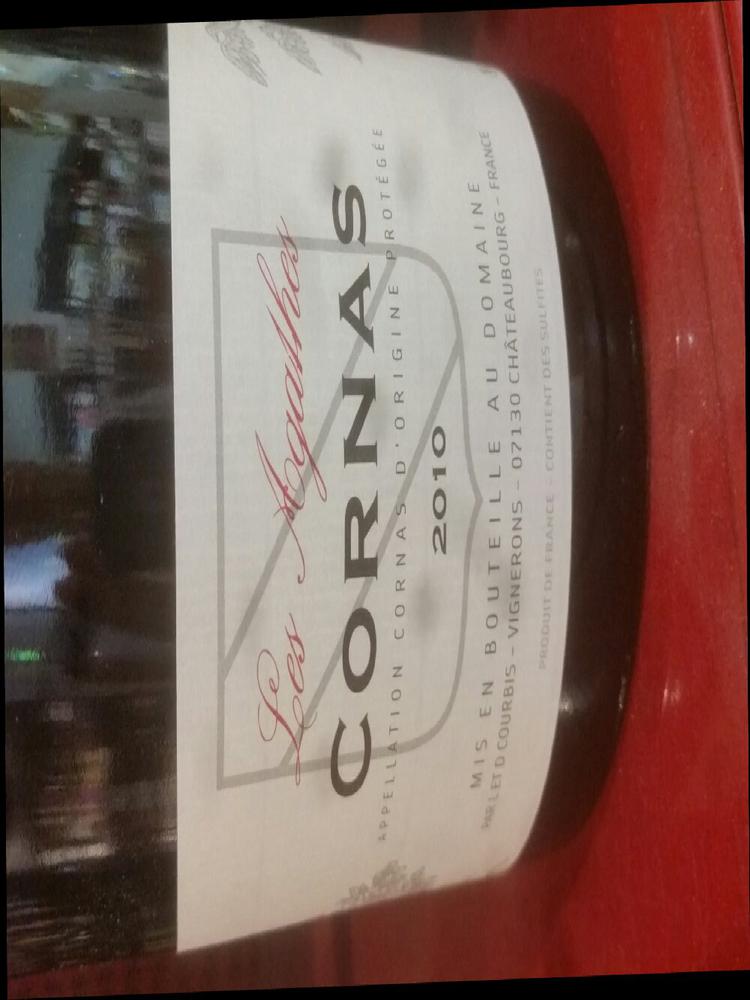 Les Agathes
CORNAS
APPELLATION CORNAS D'ORIGINE PROTÉGÉE
2010
MIS EN BOUTEILLE AU DOMAINE
PAR L ET D COURBIS – VIGNERONS – 07130 CHÂTEAUBOURG – FRANCE
PRODUIT DE FRANCE – CONTIENT DES SULFITES